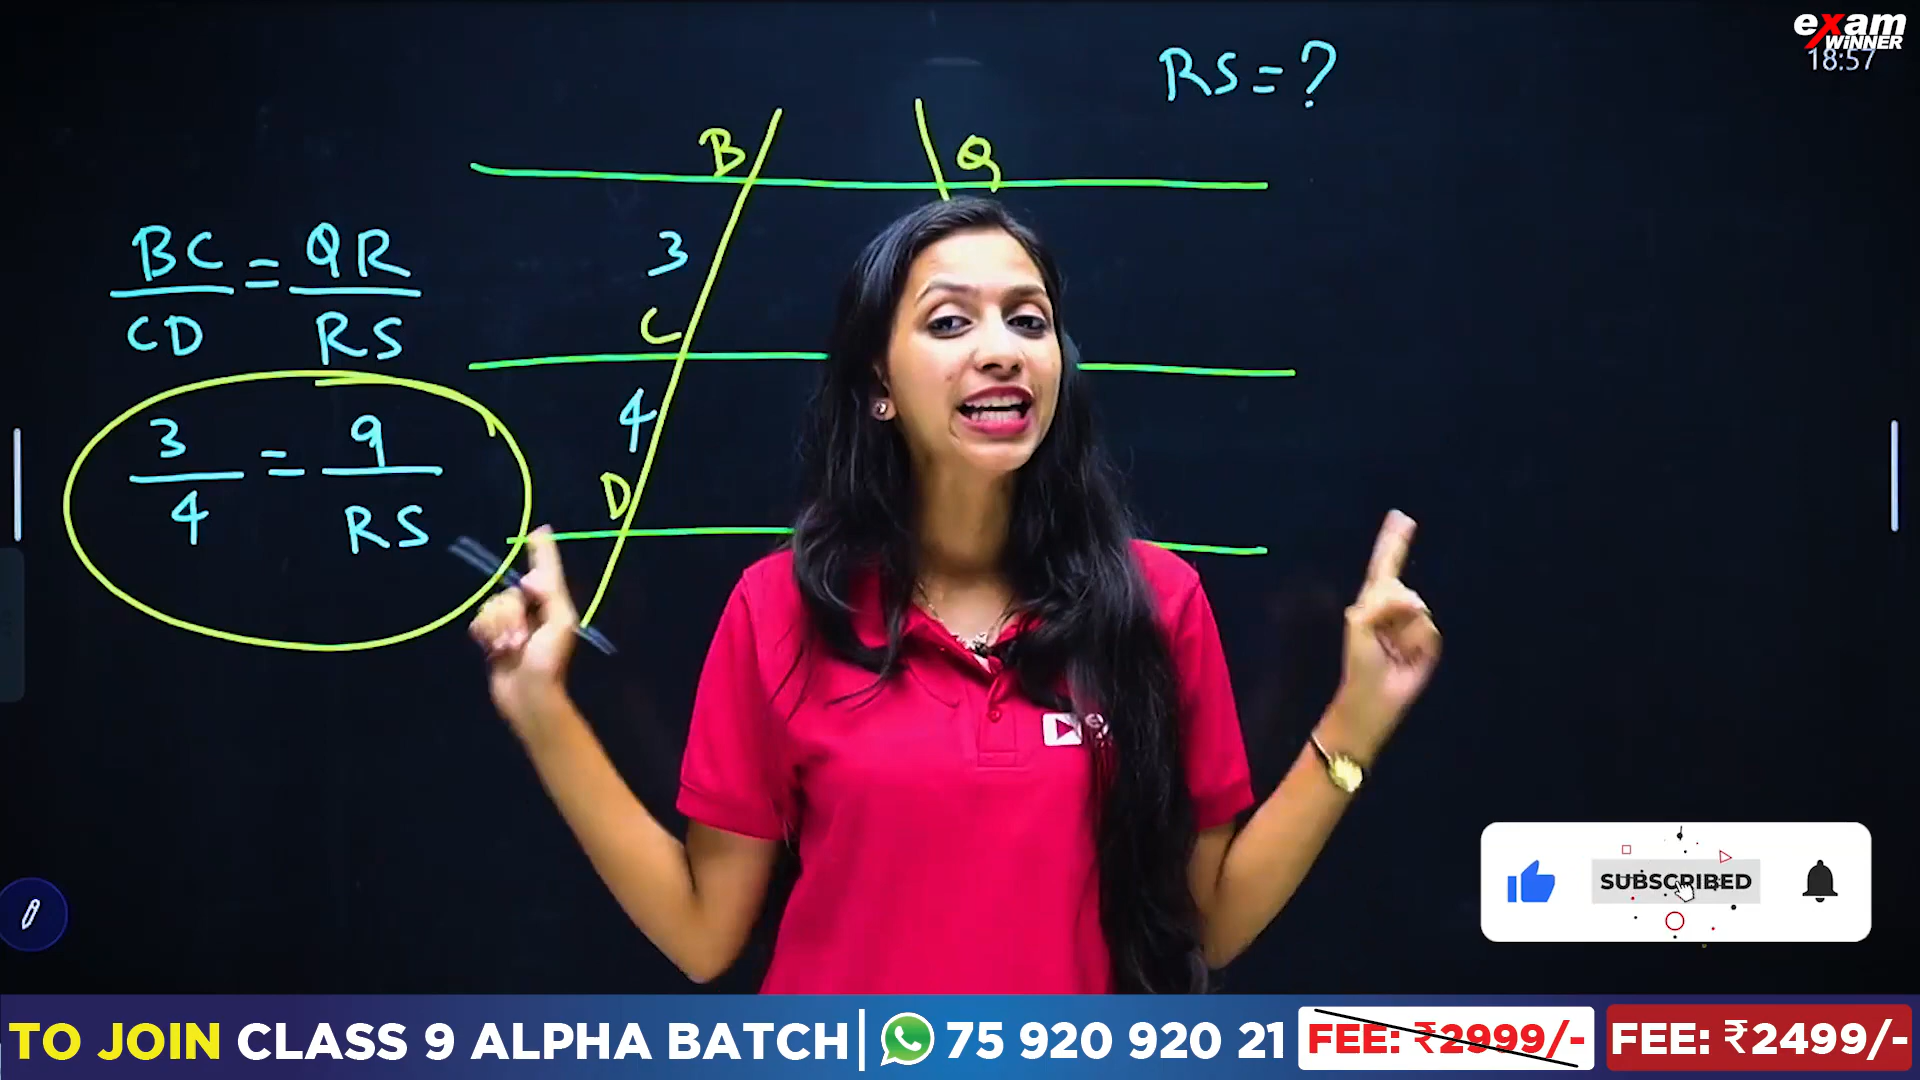 exam
WINNER
18:57
RS = ?
B
Q
BC/CD = QR/RS
3
C
3/4 = 9/RS
4
D
SUBSCRIBED
TO JOIN CLASS 9 ALPHA BATCH | 75 920 920 21 FEE: ₹2999/- FEE: ₹2499/-